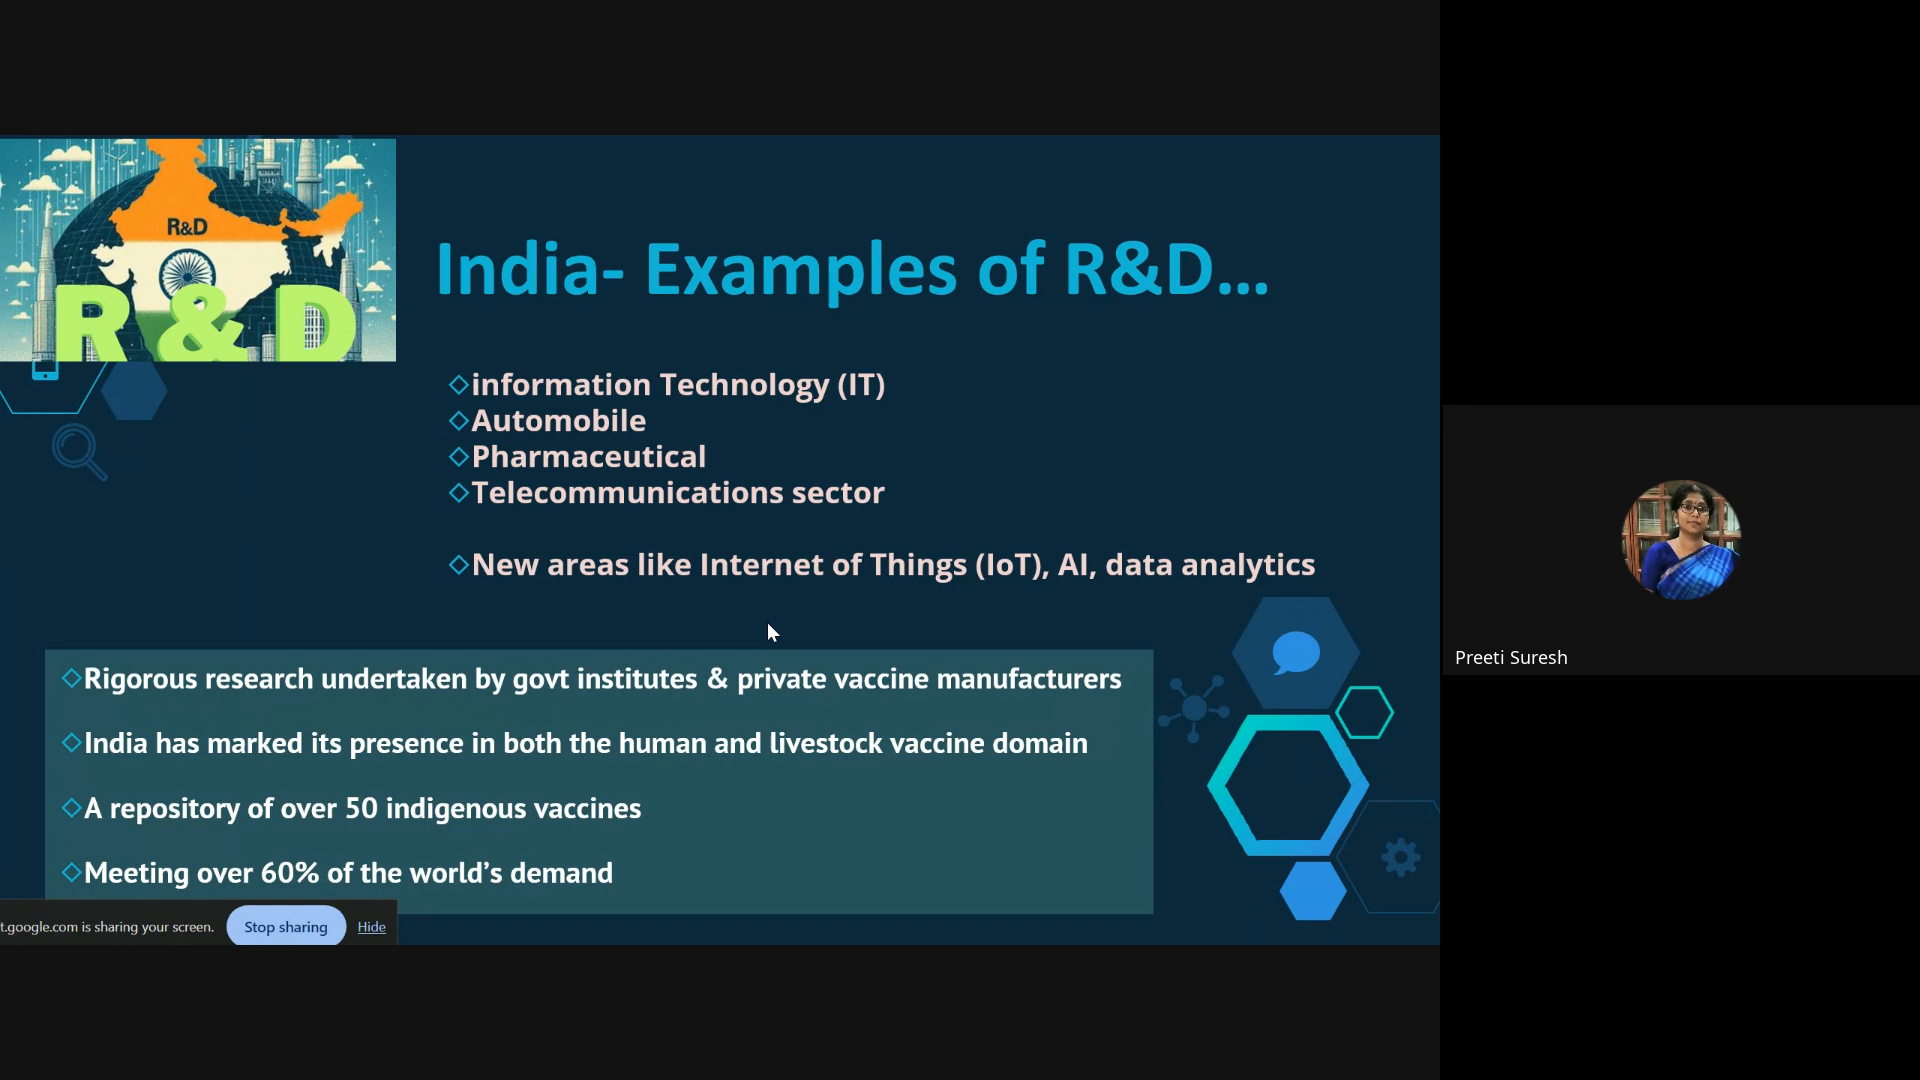 R&D
R & D
India- Examples of R&D...
information Technology (IT)
Automobile
Pharmaceutical
Telecommunications sector
New areas like Internet of Things (IoT), AI, data analytics
Rigorous research undertaken by govt institutes & private vaccine manufacturers
India has marked its presence in both the human and livestock vaccine domain
A repository of over 50 indigenous vaccines
Meeting over 60% of the world’s demand
t.google.com is sharing your screen.
Stop sharing
Hide
Preeti Suresh